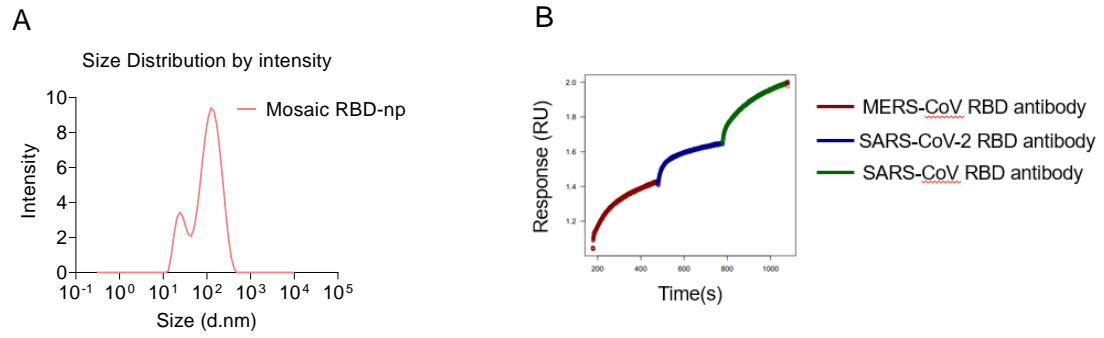 A
Size Distribution by intensity
Intensity
10
8
6
4
2
0
Mosaic RBD-np
10-1 100 101 102 103 104 105
Size (d.nm)
B
Response (RU)
2.0
1.8
1.6
1.4
1.2
200 400 600 800 1000
Time(s)
MERS-CoV RBD antibody
SARS-CoV-2 RBD antibody
SARS-CoV RBD antibody